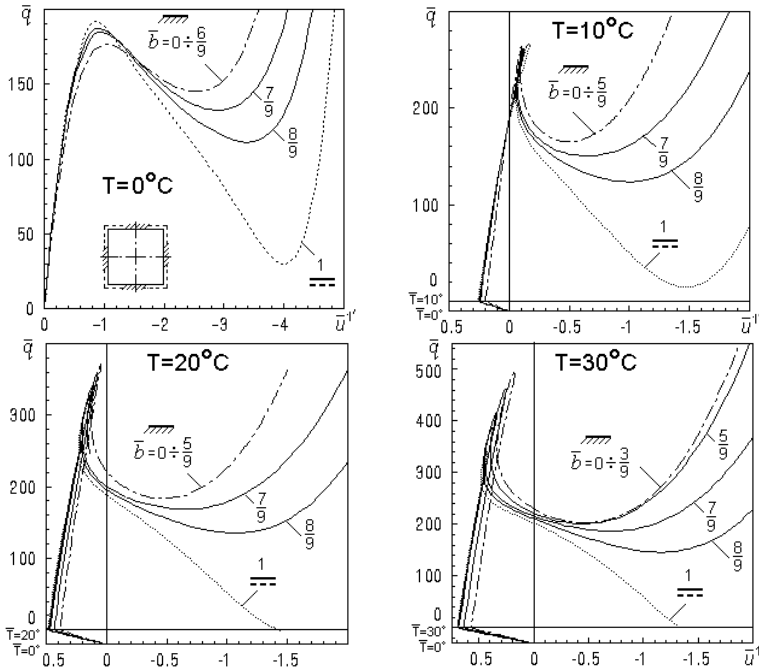 q̄
T=0°C
b̄=0÷6/9
7/9
8/9
1
150
100
50
0
0
-1
-2
-3
-4
ū¹'
q̄
T=10°C
b̄=0÷5/9
7/9
8/9
1
200
120
40
0
T̄=10°
T̄=0°
0.5
0
-0.5
-1
-1.5
ū¹'
q̄
T=20°C
b̄=0÷5/9
7/9
8/9
1
300
200
100
0
T̄=20°
T̄=0°
0.5
0
-0.5
-1
-1.5
ū¹'
q̄
T=30°C
b̄=0÷3/9
5/9
7/9
8/9
1
500
400
300
200
100
0
T̄=30°
T̄=0°
0.5
0
-0.5
-1
-1.5
ū¹